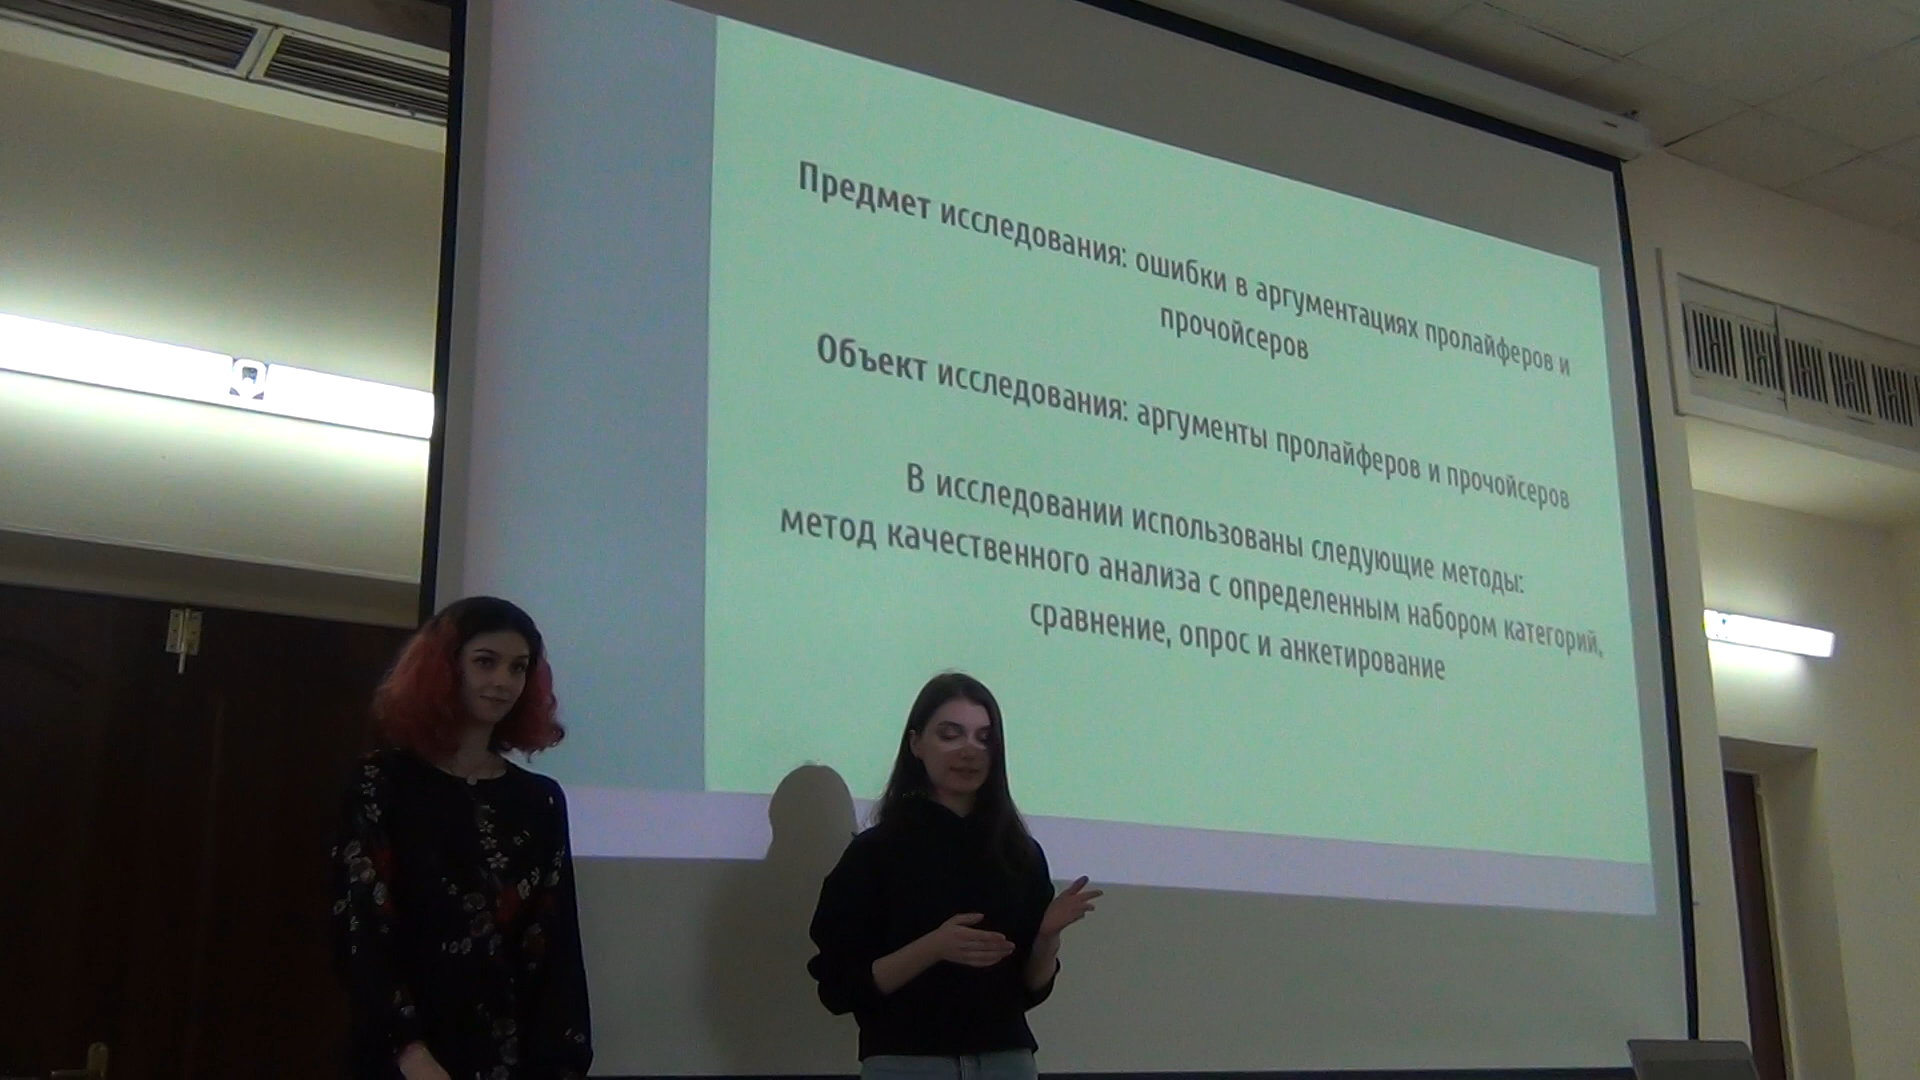 Предмет исследования: ошибки в аргументациях пролайферов и
прочойсеров
Объект исследования: аргументы пролайферов и прочойсеров
В исследовании использованы следующие методы:
метод качественного анализа с определенным набором категорий,
сравнение, опрос и анкетирование